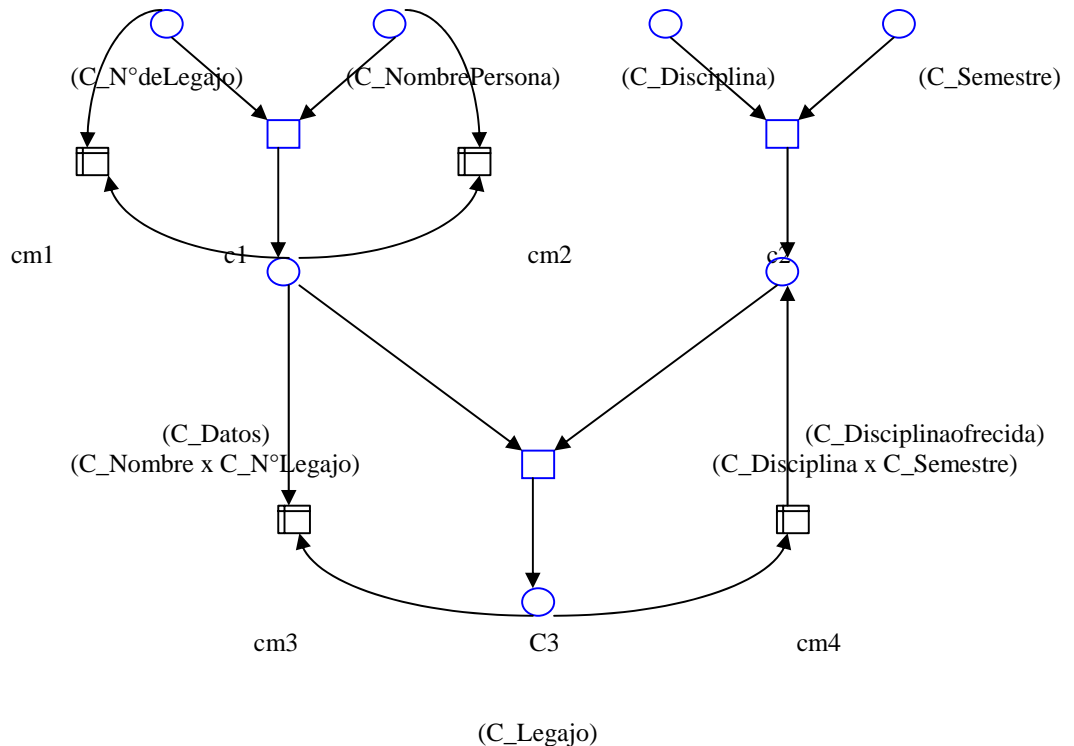 (C_N°deLegajo) (C_NombrePersona) (C_Disciplina) (C_Semestre)
cm1 c1 cm2 c2
(C_Datos) (C_Disciplinaofrecida)
(C_Nombre x C_N°Legajo) (C_Disciplina x C_Semestre)
cm3 C3 cm4
(C_Legajo)